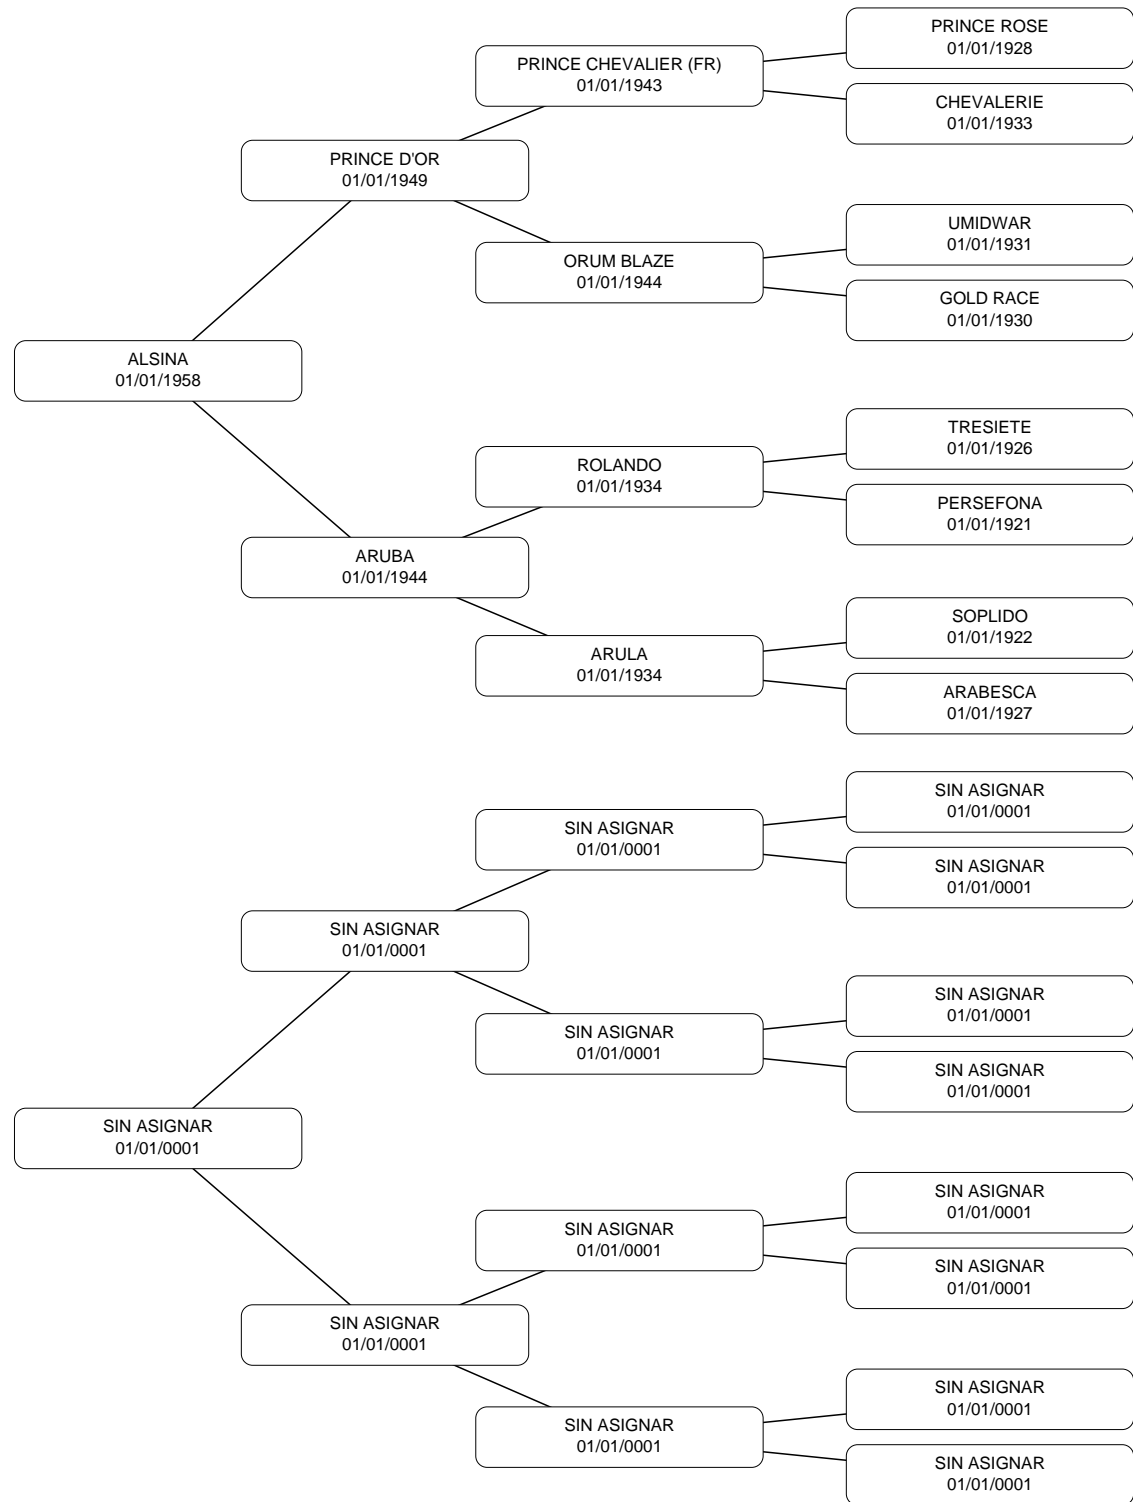 PRINCE ROSE
01/01/1928
PRINCE CHEVALIER (FR)
01/01/1943
CHEVALERIE
01/01/1933
PRINCE D'OR
01/01/1949
UMIDWAR
01/01/1931
ORUM BLAZE
01/01/1944
GOLD RACE
01/01/1930
ALSINA
01/01/1958
TRESIETE
01/01/1926
ROLANDO
01/01/1934
PERSEFONA
01/01/1921
ARUBA
01/01/1944
SOPLIDO
01/01/1922
ARULA
01/01/1934
ARABESCA
01/01/1927
SIN ASIGNAR
01/01/0001
SIN ASIGNAR
01/01/0001
SIN ASIGNAR
01/01/0001
SIN ASIGNAR
01/01/0001
SIN ASIGNAR
01/01/0001
SIN ASIGNAR
01/01/0001
SIN ASIGNAR
01/01/0001
SIN ASIGNAR
01/01/0001
SIN ASIGNAR
01/01/0001
SIN ASIGNAR
01/01/0001
SIN ASIGNAR
01/01/0001
SIN ASIGNAR
01/01/0001
SIN ASIGNAR
01/01/0001
SIN ASIGNAR
01/01/0001
SIN ASIGNAR
01/01/0001